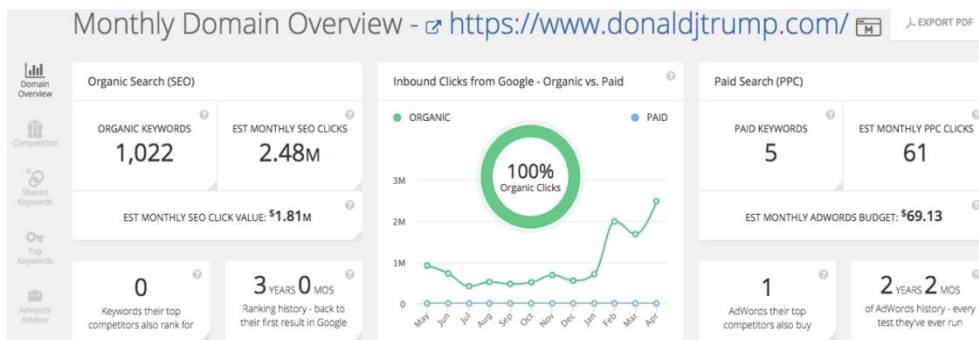 Monthly Domain Overview - https://www.donaldjtrump.com/
M
EXPORT PDF
Domain
Overview
Competition
Shared
Keywords
Top
Keywords
Adwords
Advisor
Organic Search (SEO)
?
ORGANIC KEYWORDS
1,022
?
EST MONTHLY SEO CLICKS
2.48M
?
EST MONTHLY SEO CLICK VALUE: $1.81M
?
0
Keywords their top
competitors also rank for
?
3 YEARS 0 MOS
Ranking history - back to
their first result in Google
Inbound Clicks from Google - Organic vs. Paid
?
ORGANIC
PAID
100%
Organic Clicks
3M
2M
1M
0
May
Jun
Jul
Aug
Sep
Oct
Nov
Dec
Jan
Feb
Mar
Apr
Paid Search (PPC)
?
PAID KEYWORDS
5
?
EST MONTHLY PPC CLICKS
61
EST MONTHLY ADWORDS BUDGET: $69.13
?
1
AdWords their top
competitors also buy
2 YEARS 2 MOS
of AdWords history - every
test they've ever run